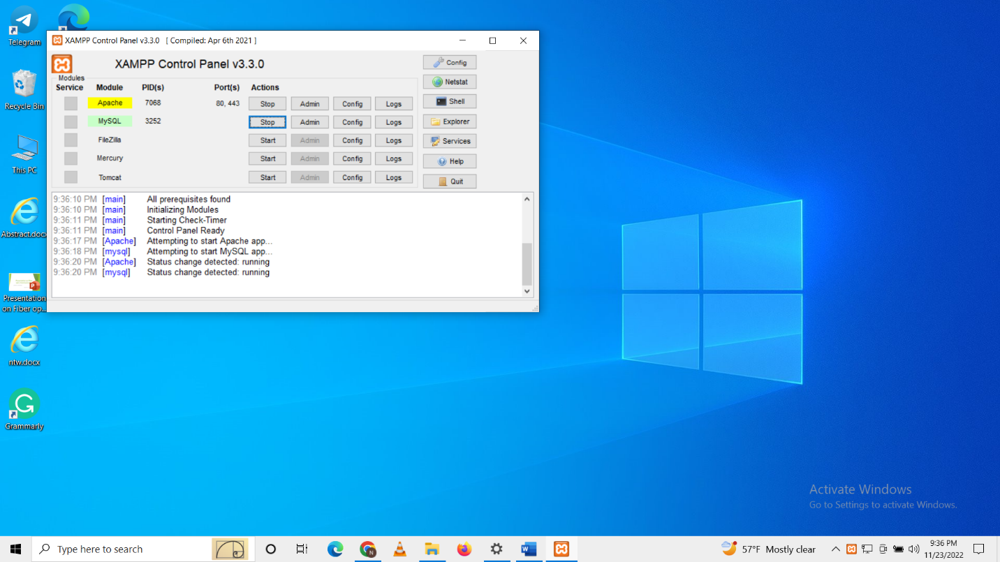 Telegram
Recycle Bin
This PC
Abstract.docx
Presentation
on Fiber op...
ntw.docx
Grammarly
XAMPP Control Panel v3.3.0 [ Compiled: Apr 6th 2021 ]
XAMPP Control Panel v3.3.0
Modules
Service Module PID(s) Port(s) Actions
Apache 7068 80, 443 Stop Admin Config Logs
MySQL 3252 Stop Admin Config Logs
FileZilla Start Admin Config Logs
Mercury Start Admin Config Logs
Tomcat Start Admin Config Logs
Config
Netstat
Shell
Explorer
Services
Help
Quit
9:36:10 PM [main] All prerequisites found
9:36:10 PM [main] Initializing Modules
9:36:11 PM [main] Starting Check-Timer
9:36:11 PM [main] Control Panel Ready
9:36:17 PM [Apache] Attempting to start Apache app...
9:36:18 PM [mysql] Attempting to start MySQL app...
9:36:20 PM [Apache] Status change detected: running
9:36:20 PM [mysql] Status change detected: running
Activate Windows
Go to Settings to activate Windows.
Type here to search
57°F Mostly clear
9:36 PM
11/23/2022